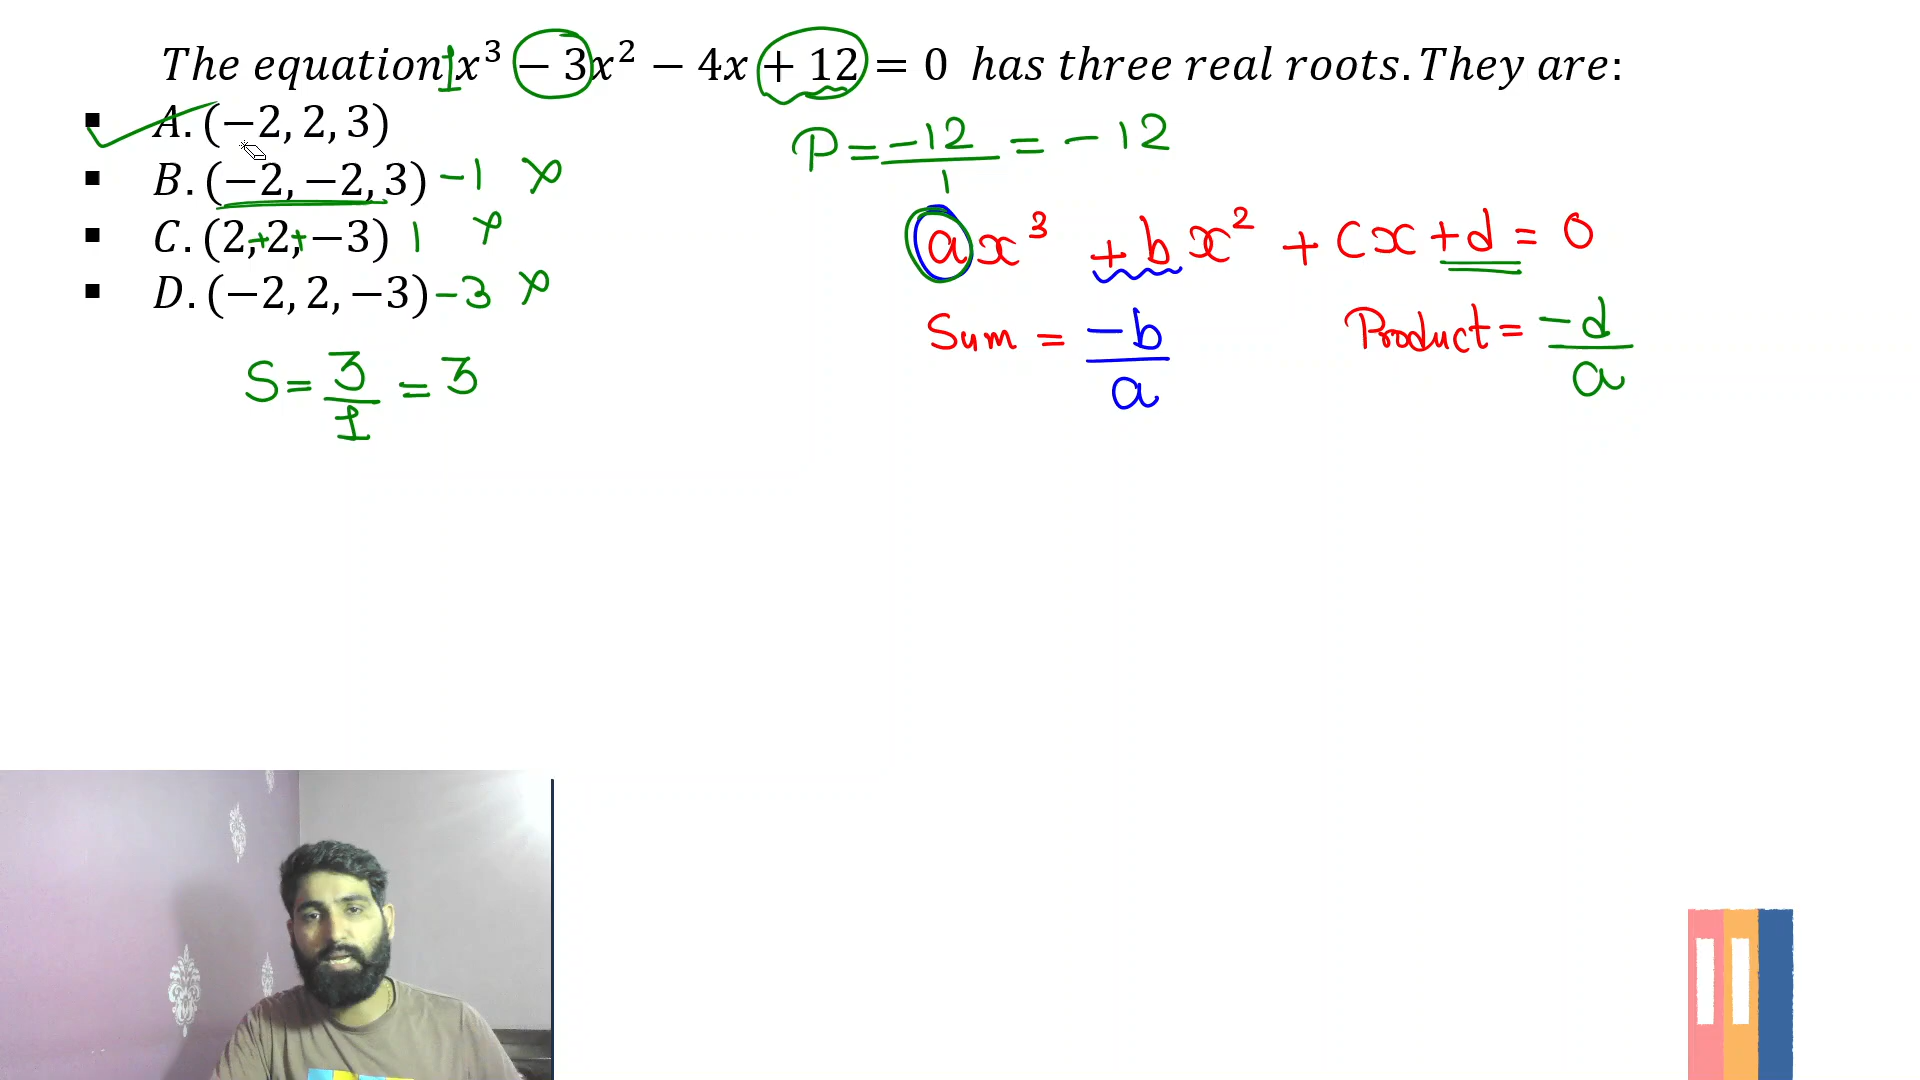 The equation 1x³ − 3x² − 4x + 12 = 0 has three real roots. They are:
▪ A. (−2, 2, 3)
P = -12/1 = -12
▪ B. (−2, −2, 3) -1 ×
▪ C. (2, + 2, + −3) 1 ×
ax³ + bx² + cx + d = 0
▪ D. (−2, 2, −3) -3 ×
Sum = -b/a
Product = -d/a
S = 3/1 = 3